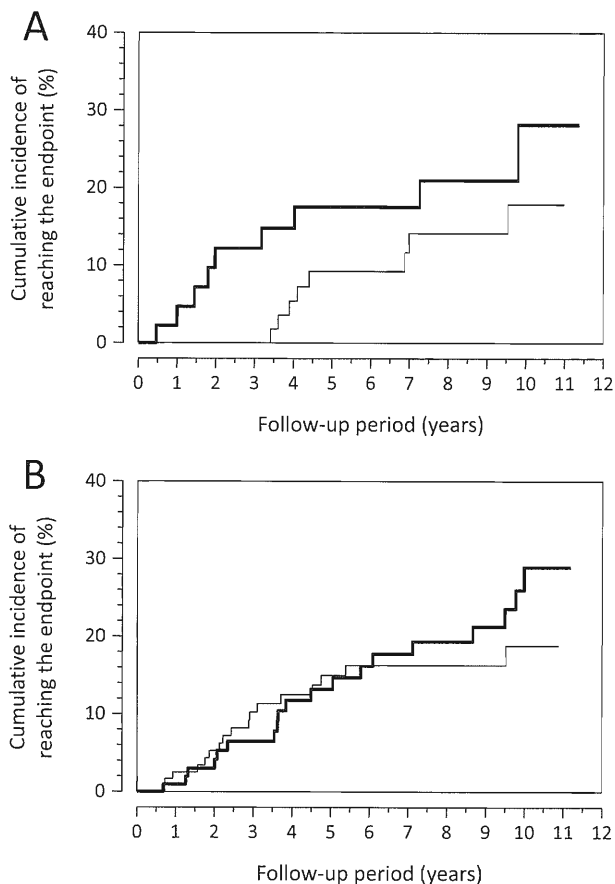 A
Cumulative incidence of
reaching the endpoint (%)
40
30
20
10
0
0 1 2 3 4 5 6 7 8 9 10 11 12
Follow-up period (years)
B
Cumulative incidence of
reaching the endpoint (%)
40
30
20
10
0
0 1 2 3 4 5 6 7 8 9 10 11 12
Follow-up period (years)